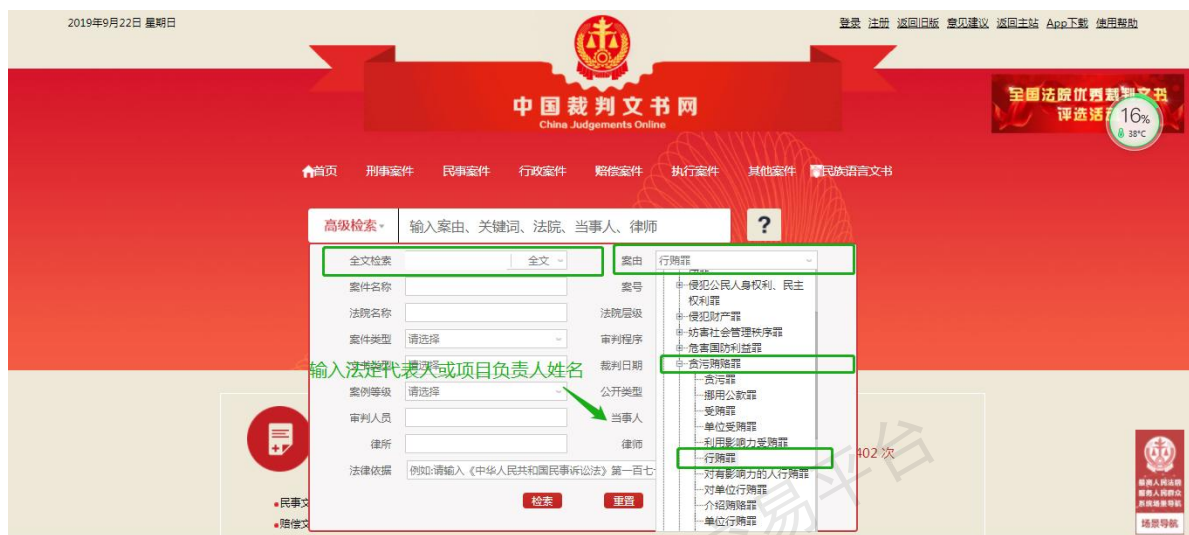 2019年9月22日 星期日
登录 注册 返回旧版 意见建议 返回主站 App下载 使用帮助
中国裁判文书网
China Judgements Online
16%
38°C
首页 刑事案件 民事案件 行政案件 赔偿案件 执行案件 其他案件 民族语言文书
高级检索 输入案由、关键词、法院、当事人、律师 ?
全文检索 全文 案由 行贿罪
案件名称 案号 侵犯公民人身权利、民主
权利罪
法院名称 法院层级 侵犯财产罪
妨害社会管理秩序罪
案件类型 请选择 审判程序
危害国防利益罪
裁判日期 贪污贿赂罪
输入法定代表人或项目负责人姓名
贪污罪
案例等级 请选择 公开类型 挪用公款罪
受贿罪
审判人员 当事人 单位受贿罪
律所 律师 利用影响力受贿罪
行贿罪
402 次
法律依据 例如:请输入《中华人民共和国民事诉讼法》第一百七十 对有影响力的人行贿罪
对单位行贿罪
检索 重置 介绍贿赂罪
单位行贿罪
民事文
赔偿文
服务人民法院
服务人民群众
场景导航
易平台